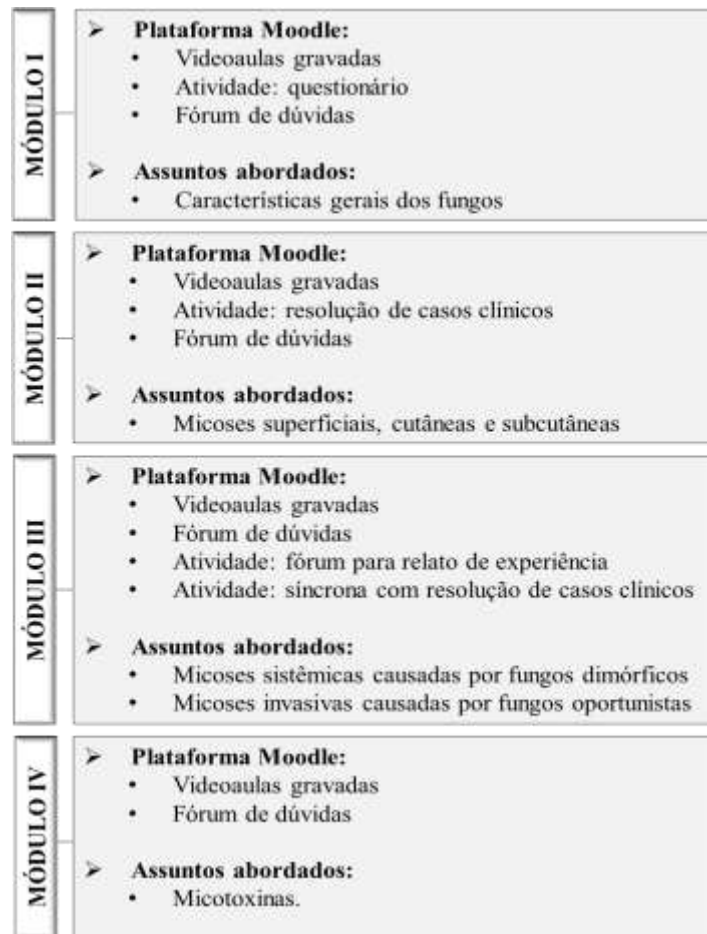 MÓDULO I
➢ Plataforma Moodle:
• Videoaulas gravadas
• Atividade: questionário
• Fórum de dúvidas
➢ Assuntos abordados:
• Características gerais dos fungos
MÓDULO II
➢ Plataforma Moodle:
• Videoaulas gravadas
• Atividade: resolução de casos clínicos
• Fórum de dúvidas
➢ Assuntos abordados:
• Micoses superficiais, cutâneas e subcutâneas
MÓDULO III
➢ Plataforma Moodle:
• Videoaulas gravadas
• Fórum de dúvidas
• Atividade: fórum para relato de experiência
• Atividade: síncrona com resolução de casos clínicos
➢ Assuntos abordados:
• Micoses sistêmicas causadas por fungos dimórficos
• Micoses invasivas causadas por fungos oportunistas
MÓDULO IV
➢ Plataforma Moodle:
• Videoaulas gravadas
• Fórum de dúvidas
➢ Assuntos abordados:
• Micotoxinas.